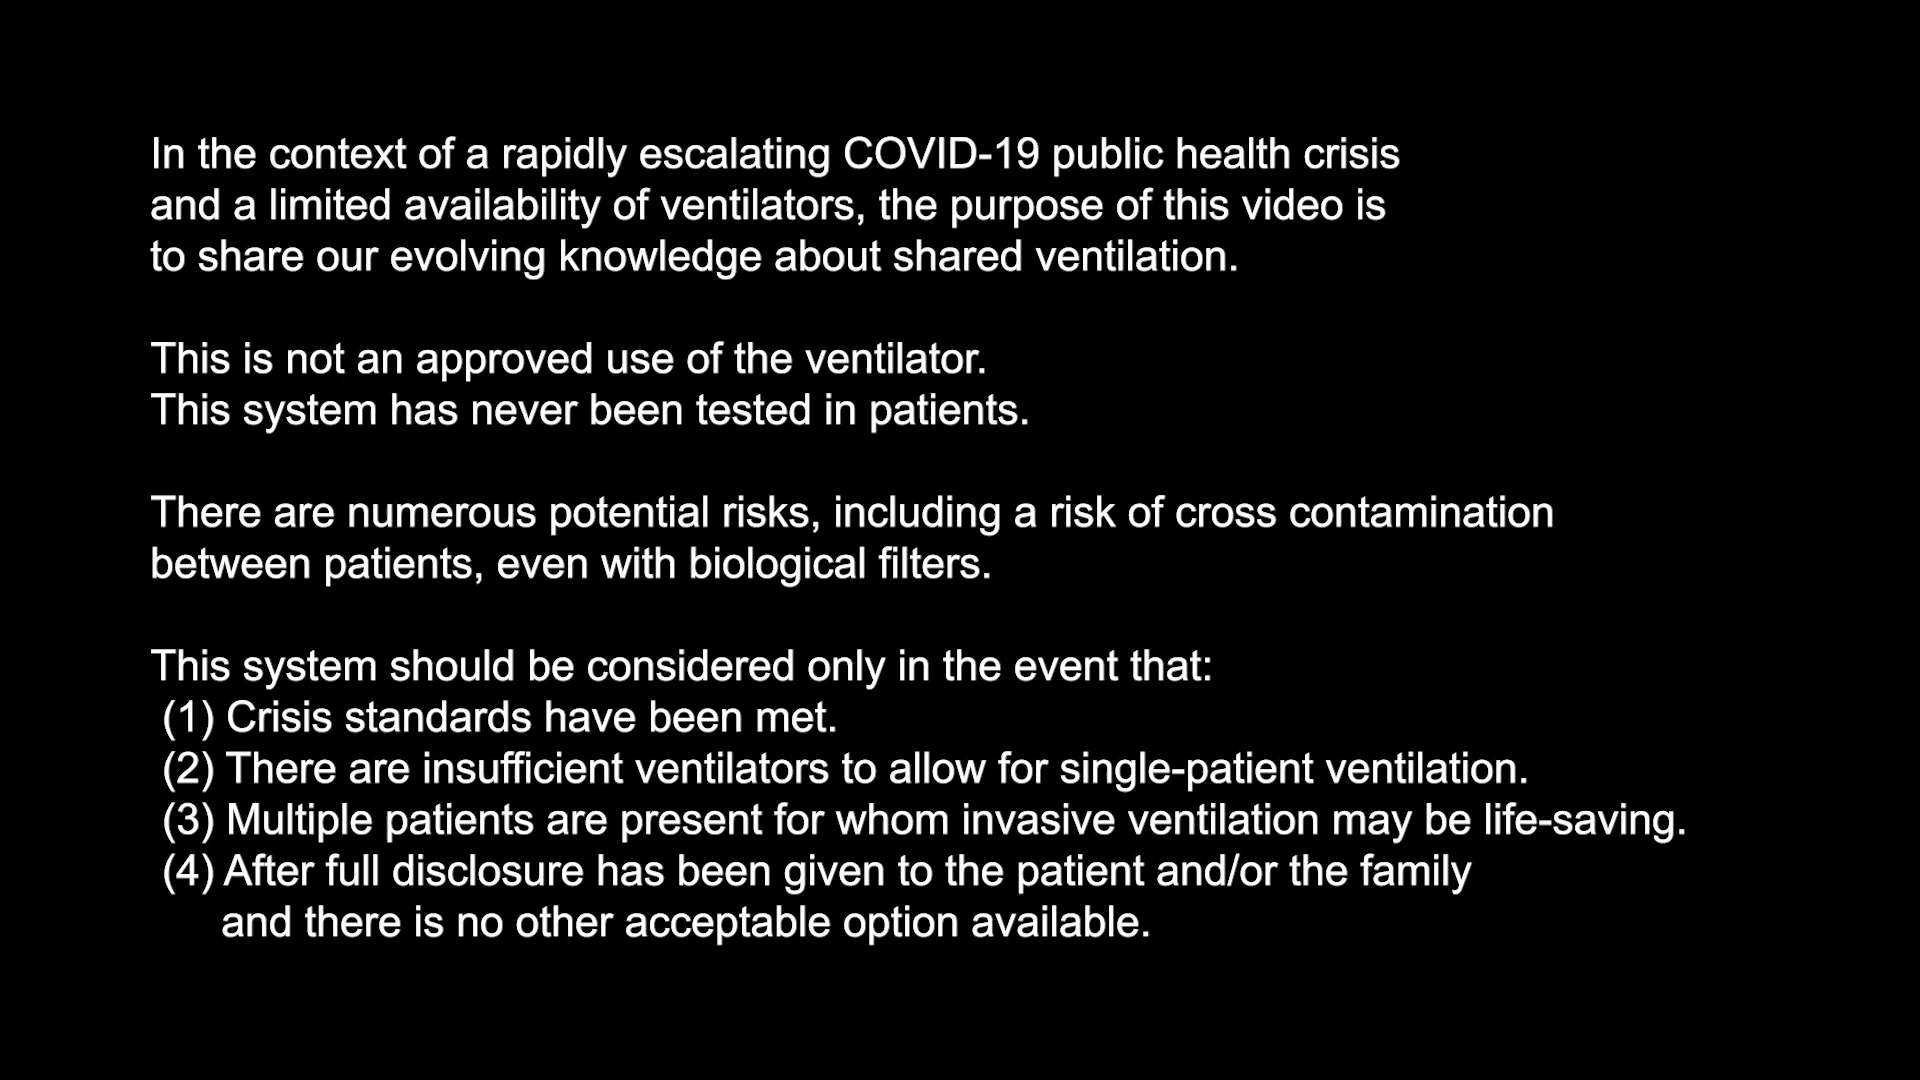 In the context of a rapidly escalating COVID-19 public health crisis
and a limited availability of ventilators, the purpose of this video is
to share our evolving knowledge about shared ventilation.
This is not an approved use of the ventilator.
This system has never been tested in patients.
There are numerous potential risks, including a risk of cross contamination
between patients, even with biological filters.
This system should be considered only in the event that:
(1) Crisis standards have been met.
(2) There are insufficient ventilators to allow for single-patient ventilation.
(3) Multiple patients are present for whom invasive ventilation may be life-saving.
(4) After full disclosure has been given to the patient and/or the family
and there is no other acceptable option available.